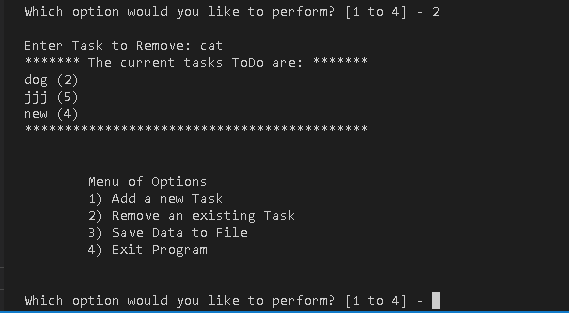 Which option would you like to perform? [1 to 4] - 2
Enter Task to Remove: cat
******* The current tasks ToDo are: *******
dog (2)
jjj (5)
new (4)
*******************************************
Menu of Options
1) Add a new Task
2) Remove an existing Task
3) Save Data to File
4) Exit Program
Which option would you like to perform? [1 to 4] -